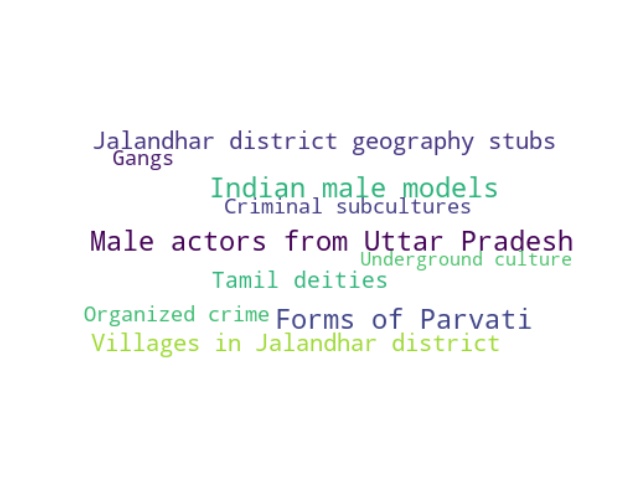 Jalandhar district geography stubs
Gangs
Indian male models
Criminal subcultures
Male actors from Uttar Pradesh
Underground culture
Tamil deities
Organized crime
Forms of Parvati
Villages in Jalandhar district